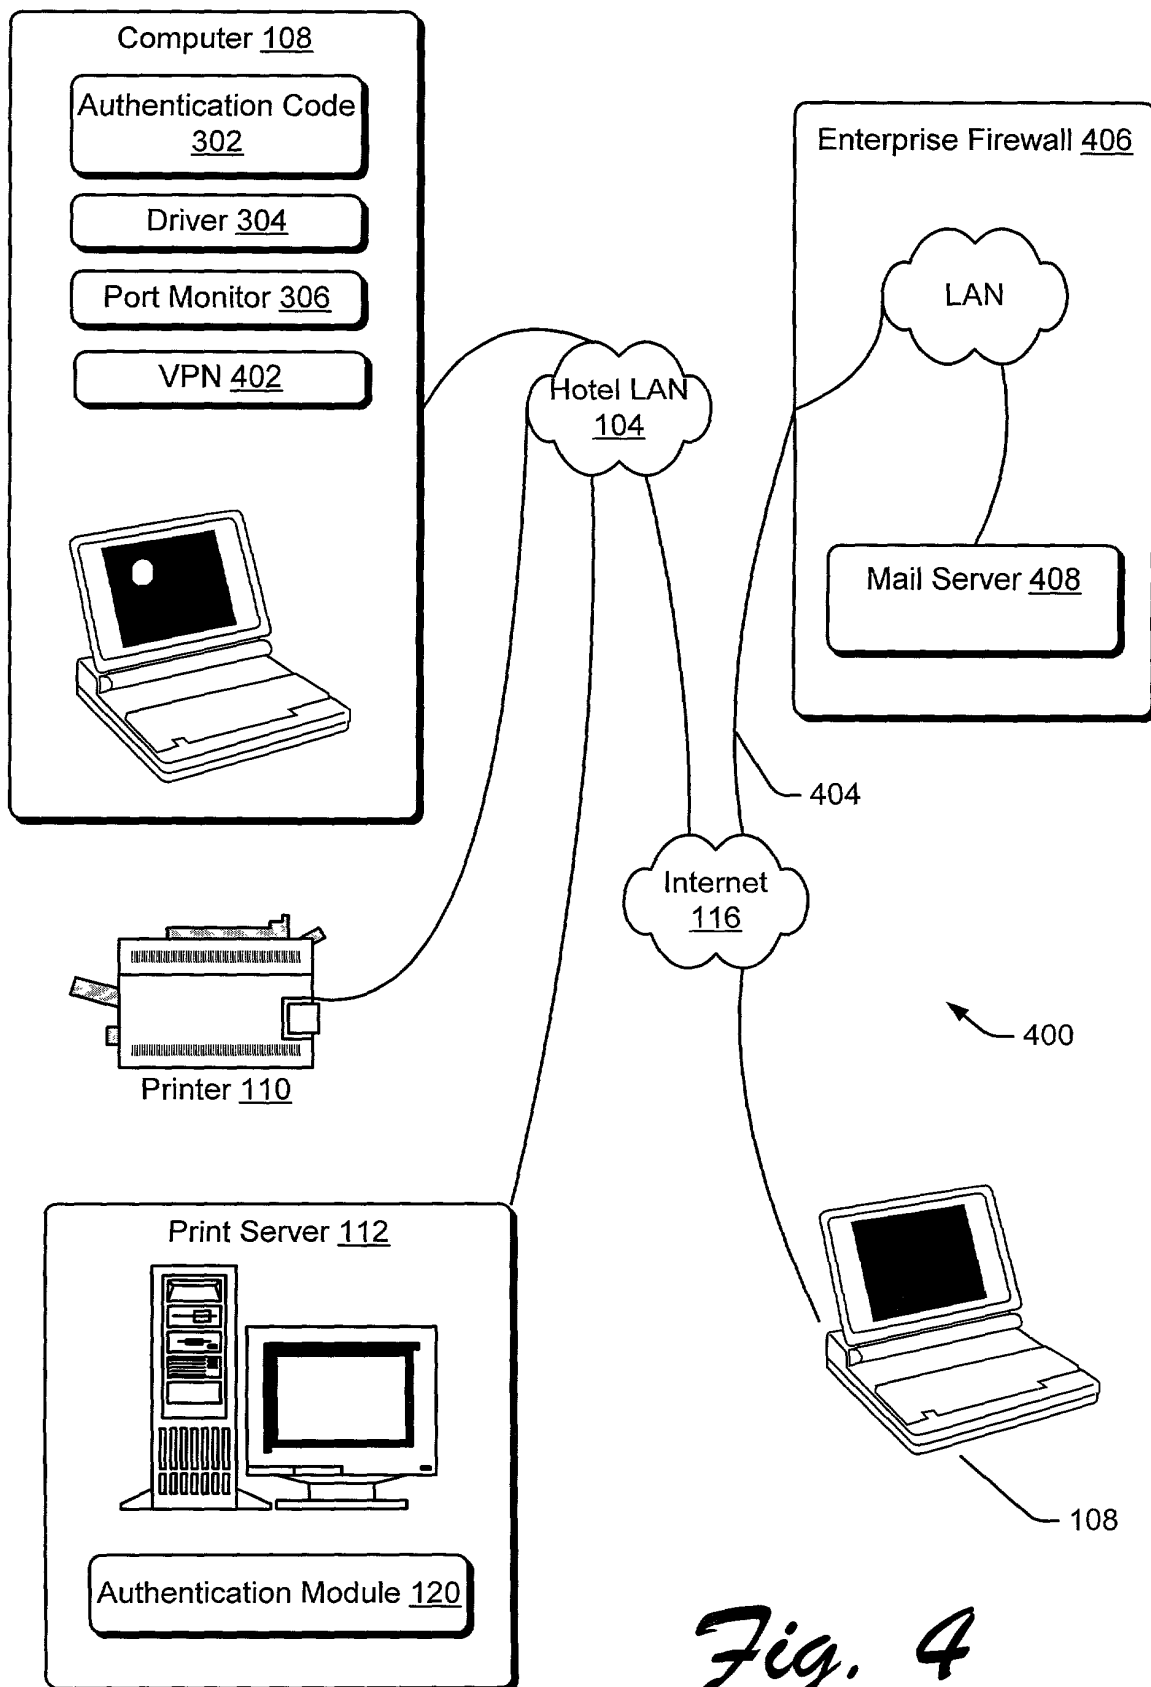 Computer 108
Authentication Code
302
Driver 304
Port Monitor 306
VPN 402
Enterprise Firewall 406
LAN
Hotel LAN
104
Mail Server 408
404
Internet
116
400
Printer 110
Print Server 112
108
Authentication Module 120
Fig. 4